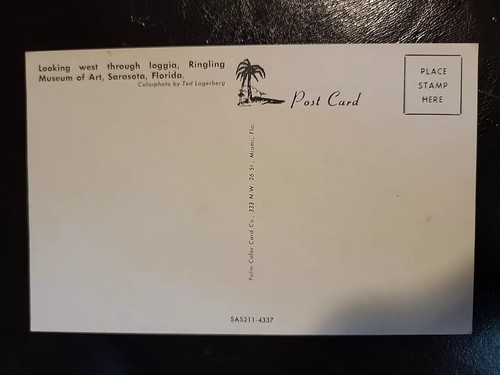 Looking west through loggia, Ringling
Museum of Art, Sarasota, Florida.
Colorphoto by Ted Lagerberg
Post Card
PLACE
STAMP
HERE
Palm Color Card Co., 333 N.W. 26 St., Miami, Fla.
SAS211-4337